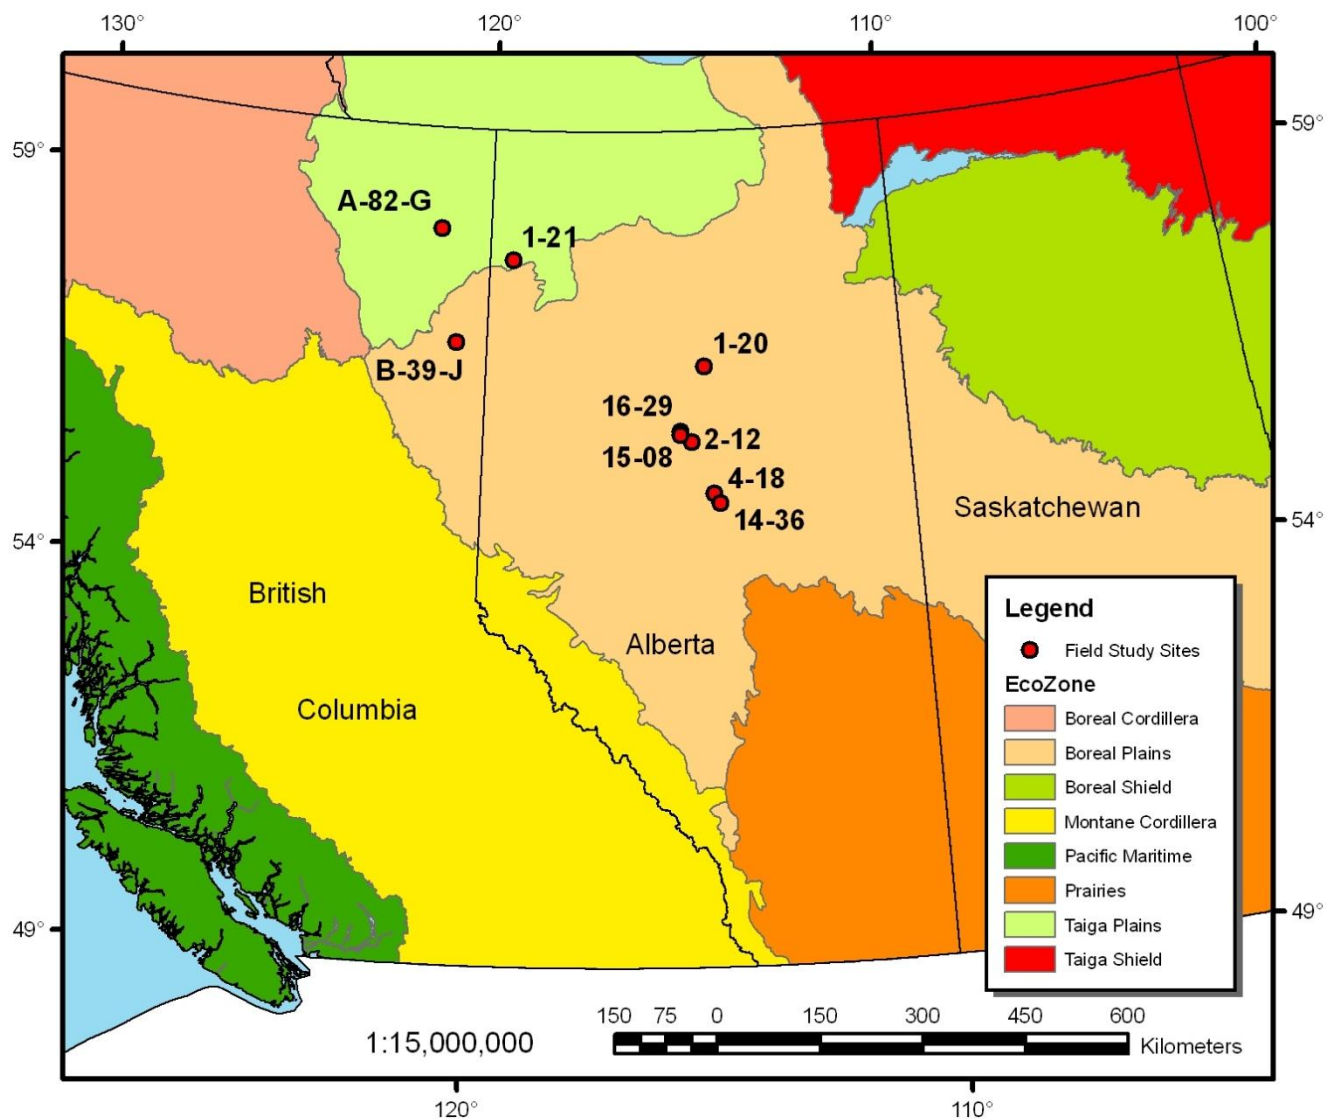 130°
120°
110°
100°
59°
59°
A-82-G
1-21
B-39-J
1-20
16-29
2-12
15-08
4-18
14-36
54°
54°
Saskatchewan
British
Columbia
Alberta
Legend
Field Study Sites
EcoZone
Boreal Cordillera
Boreal Plains
Boreal Shield
Montane Cordillera
Pacific Maritime
Prairies
Taiga Plains
Taiga Shield
49°
49°
1:15,000,000
150 75 0 150 300 450 600
Kilometers
120°
110°